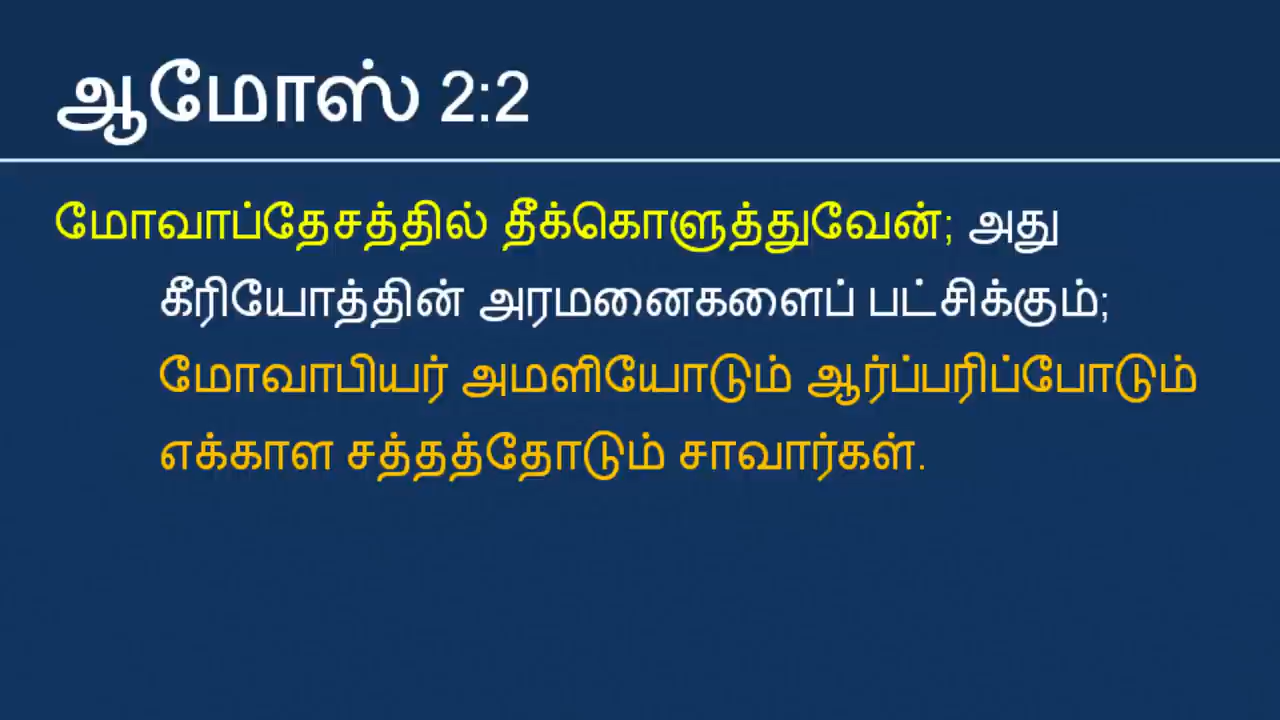 ஆமோஸ் 2:2
மோவாப்தேசத்தில் தீக்கொளுத்துவேன்; அது
கீரியோத்தின் அரமனைகளைப் பட்சிக்கும்;
மோவாபியர் அமளியோடும் ஆர்ப்பரிப்போடும்
எக்காள சத்தத்தோடும் சாவார்கள்.